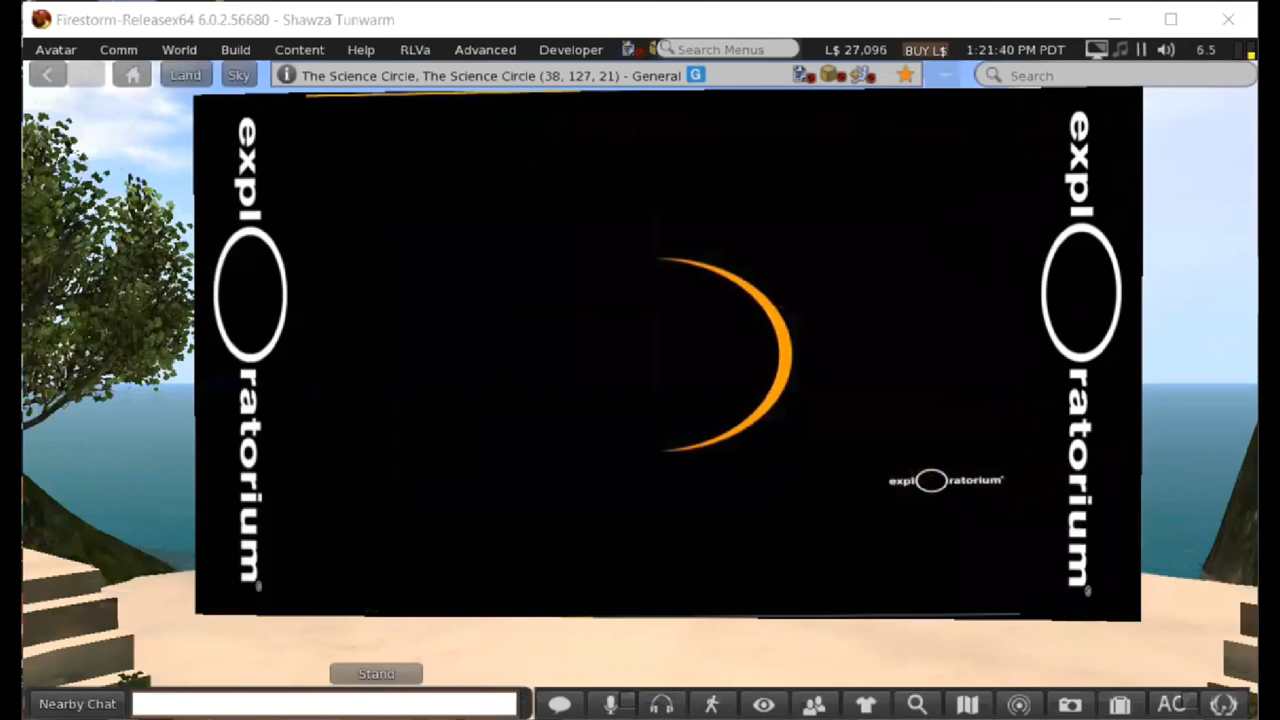 Firestorm-Releasex64 6.0.2.56680 - Shawza Tunwarm
Avatar Comm World Build Content Help RLVa Advanced Developer Search Menus L$ 27,096 BUY L$ 1:21:40 PM PDT 6.5
Land Sky The Science Circle, The Science Circle (38, 127, 21) - General G Search
expl ratorium®
expl ratorium®
expl ratorium®
Stand
Nearby Chat AC